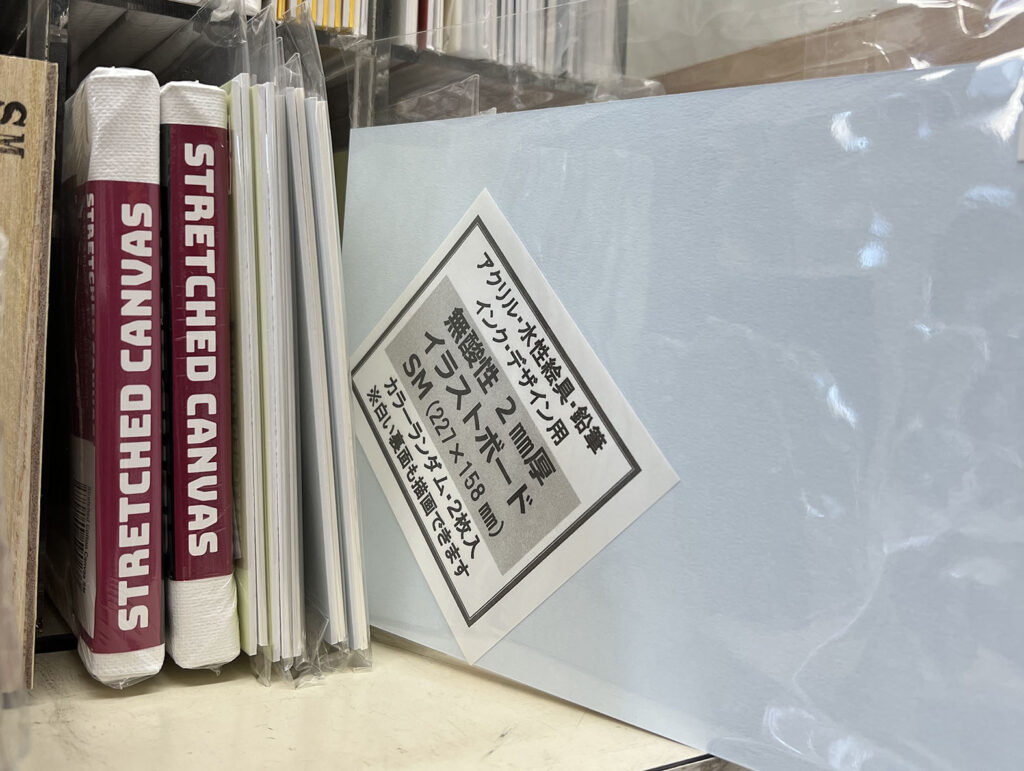 SM
STRETCHED CANVAS
STRETCHED CANVAS
STRETCHED CANVAS
アクリル・水性絵具・鉛筆
インク・デザイン用
無酸性 2㎜厚
イラストボード
SM (227×158㎜)
カラーランダム・2枚入
※白い裏面も描画できます